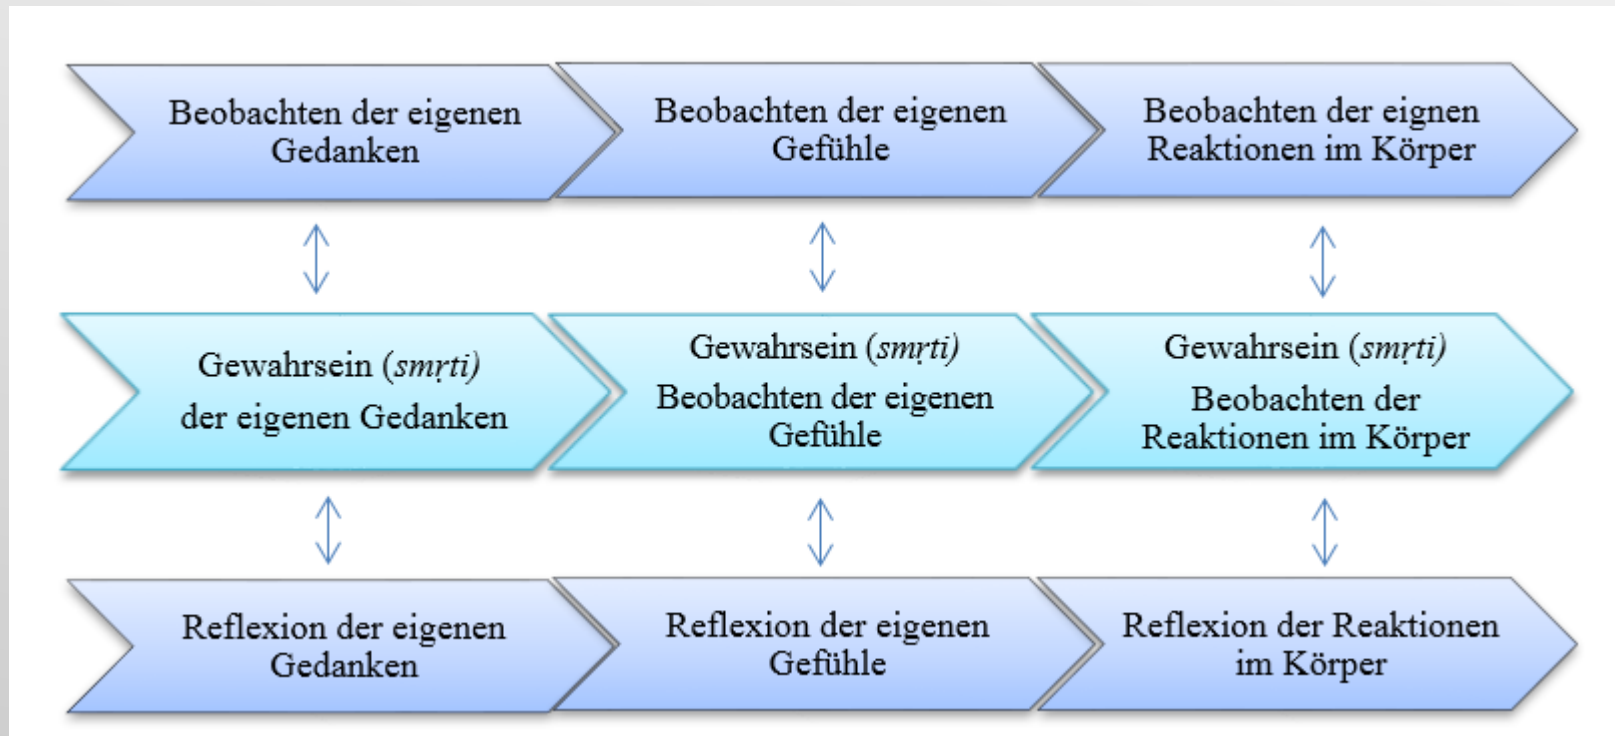 Beobachten der eigenen
Gedanken
Beobachten der eigenen
Gefühle
Beobachten der eignen
Reaktionen im Körper
Gewahrsein (smṛti)
der eigenen Gedanken
Gewahrsein (smṛti)
Beobachten der eigenen
Gefühle
Gewahrsein (smṛti)
Beobachten der
Reaktionen im Körper
Reflexion der eigenen
Gedanken
Reflexion der eigenen
Gefühle
Reflexion der Reaktionen
im Körper